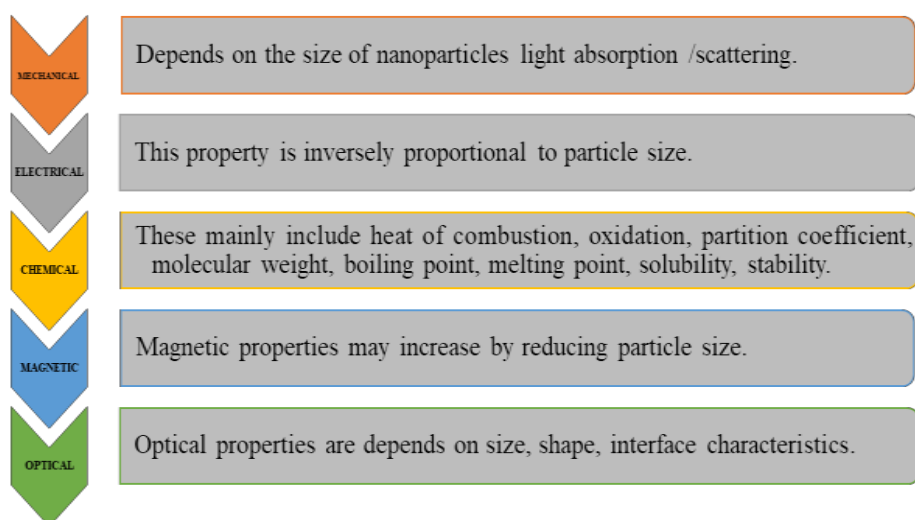 MECHANICAL
Depends on the size of nanoparticles light absorption /scattering.
ELECTRICAL
This property is inversely proportional to particle size.
CHEMICAL
These mainly include heat of combustion, oxidation, partition coefficient,
molecular weight, boiling point, melting point, solubility, stability.
MAGNETIC
Magnetic properties may increase by reducing particle size.
OPTICAL
Optical properties are depends on size, shape, interface characteristics.